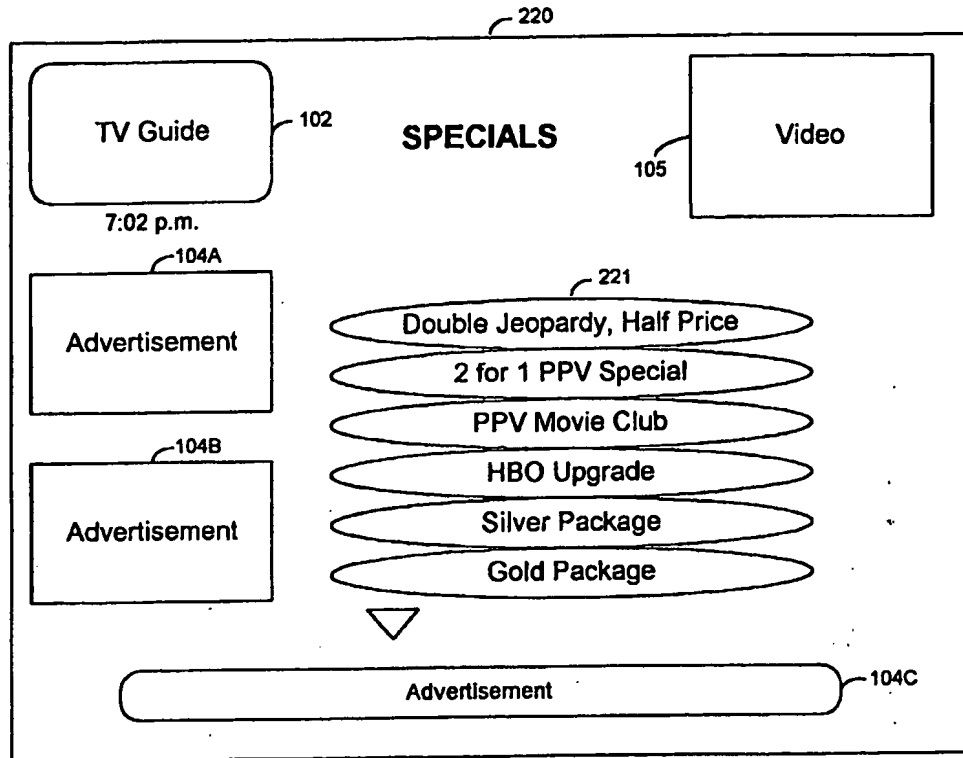 220
TV Guide
102
SPECIALS
105
Video
7:02 p.m.
104A
Advertisement
221
Double Jeopardy, Half Price
2 for 1 PPV Special
PPV Movie Club
104B
HBO Upgrade
Advertisement
Silver Package
Gold Package
Advertisement
104C